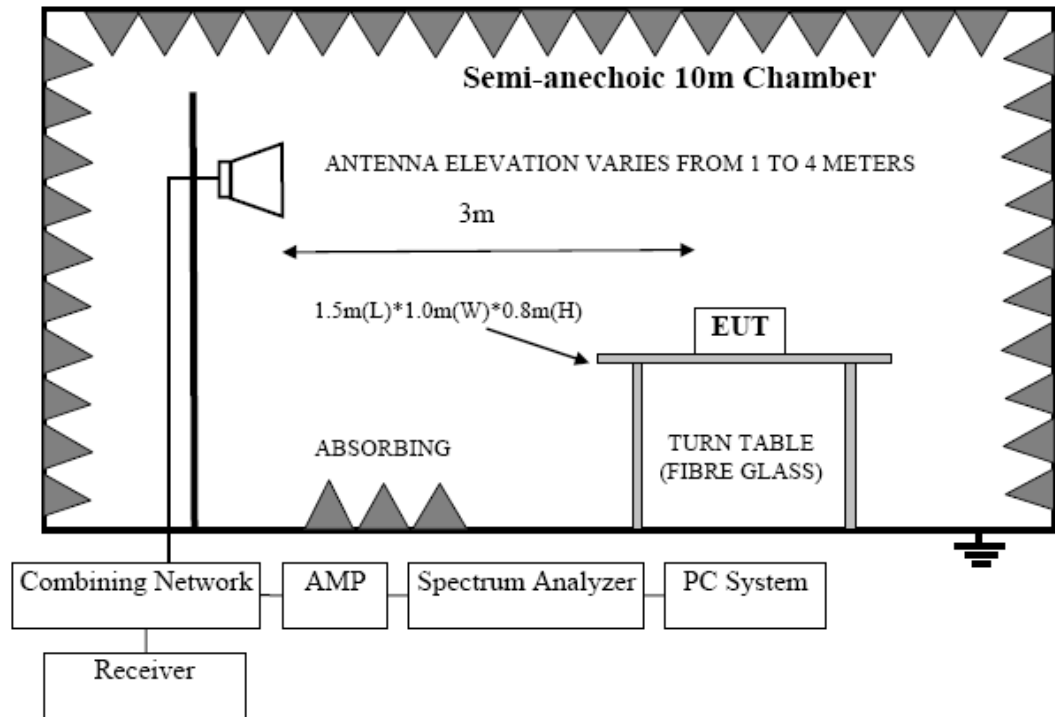 Semi-anechoic 10m Chamber
ANTENNA ELEVATION VARIES FROM 1 TO 4 METERS
3m
1.5m(L)*1.0m(W)*0.8m(H)
EUT
ABSORBING
TURN TABLE
(FIBRE GLASS)
Combining Network
AMP
Spectrum Analyzer
PC System
Receiver